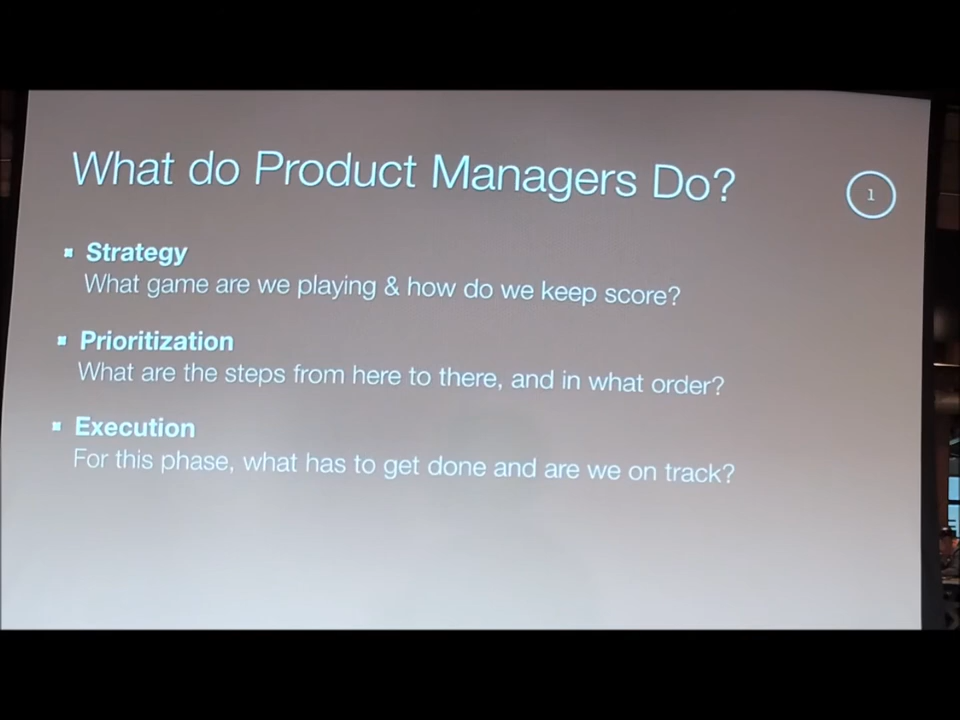 What do Product Managers Do?
1
Strategy
What game are we playing & how do we keep score?
Prioritization
What are the steps from here to there, and in what order?
Execution
For this phase, what has to get done and are we on track?